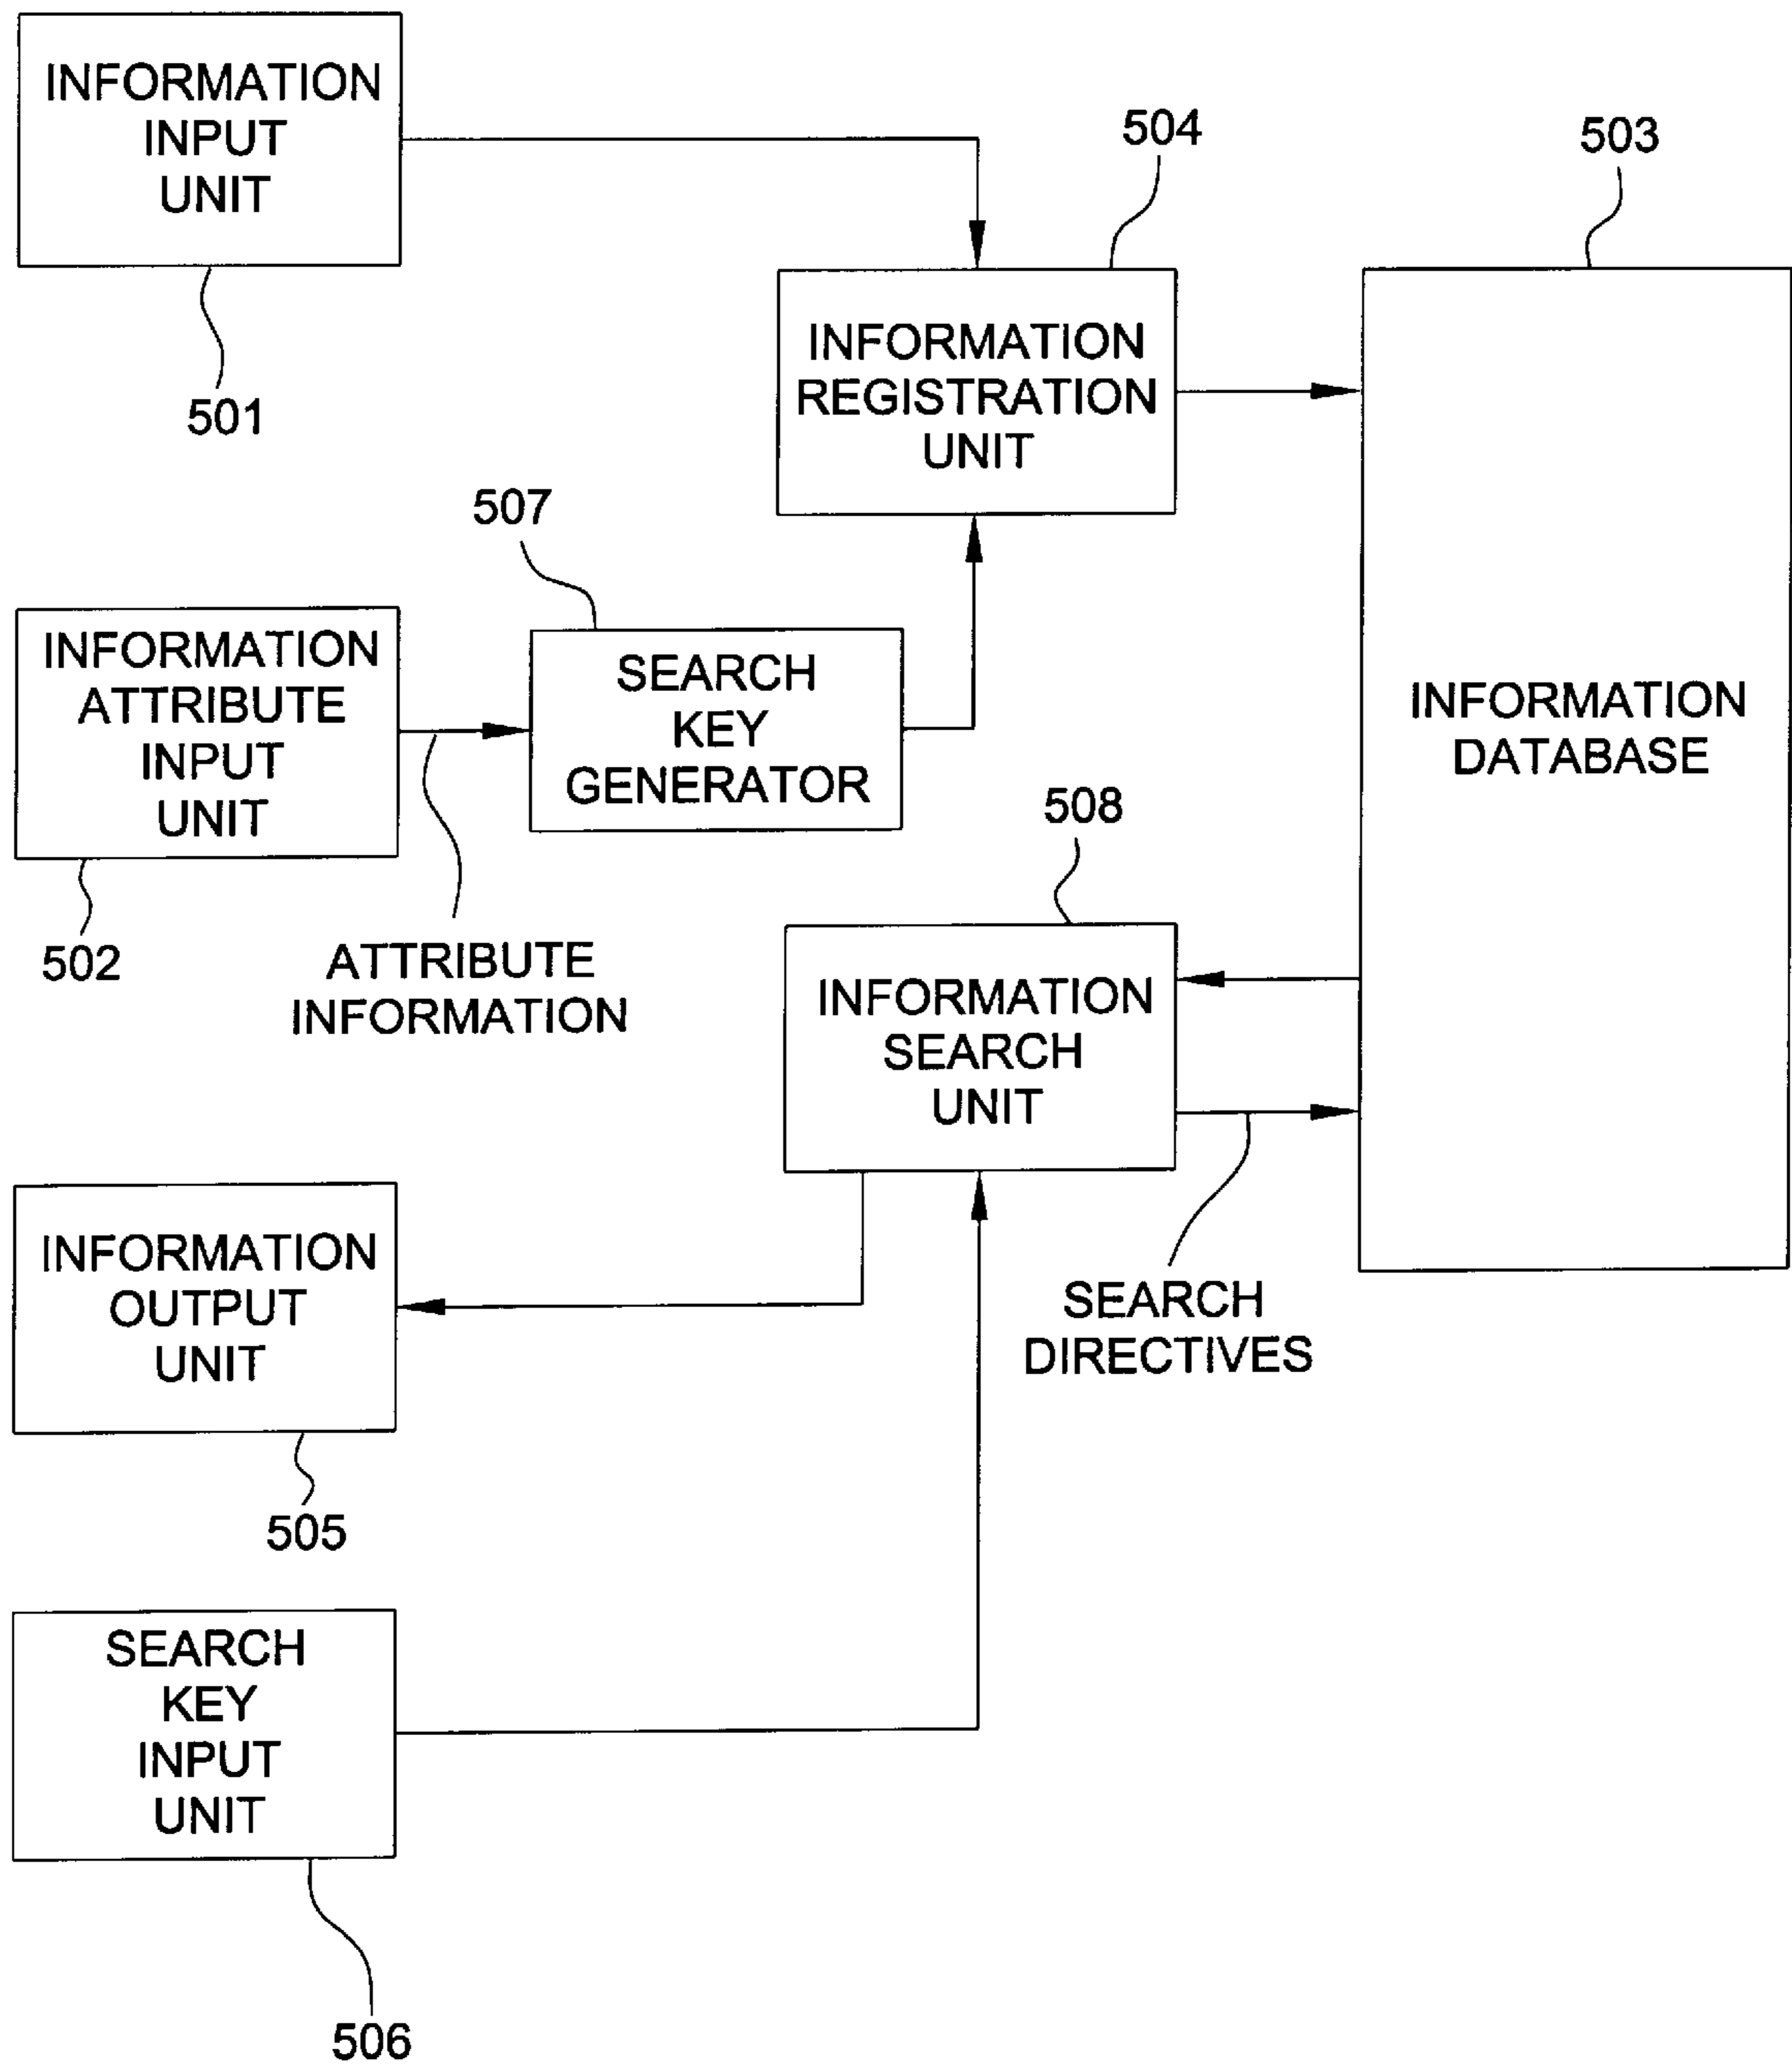 INFORMATION
INPUT
UNIT
501
504
503
INFORMATION
REGISTRATION
UNIT
507
INFORMATION
ATTRIBUTE
INPUT
UNIT
502
SEARCH
KEY
GENERATOR
ATTRIBUTE
INFORMATION
INFORMATION
DATABASE
508
INFORMATION
SEARCH
UNIT
SEARCH
DIRECTIVES
INFORMATION
OUTPUT
UNIT
505
SEARCH
KEY
INPUT
UNIT
506